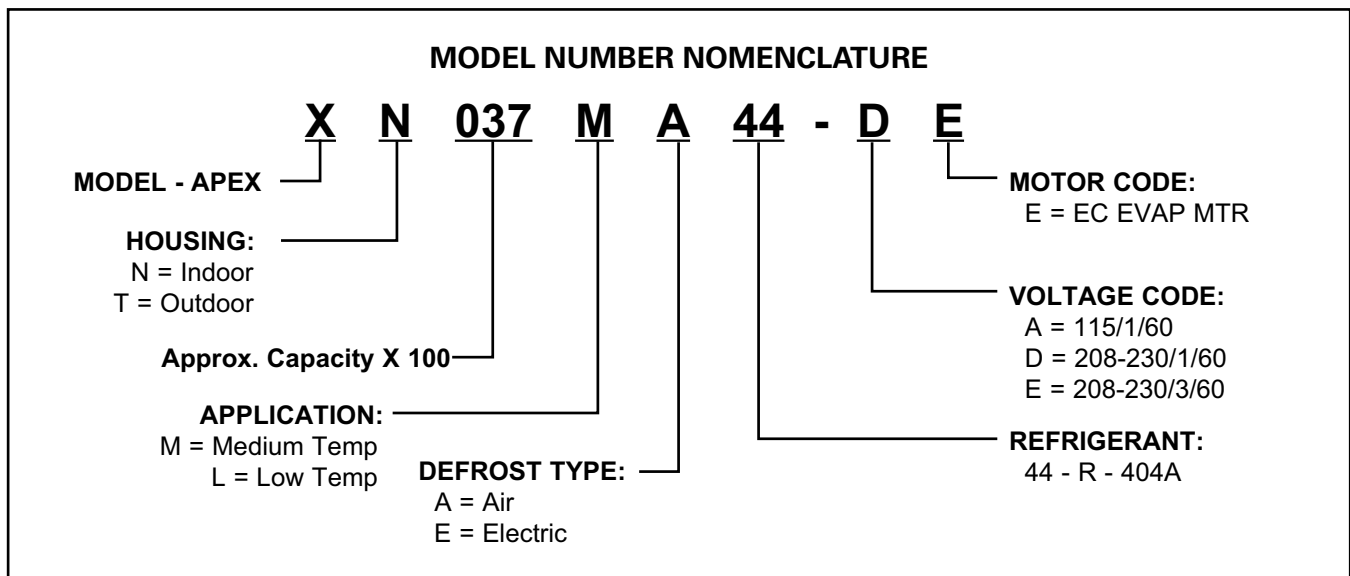 MODEL NUMBER NOMENCLATURE
X N 037 M A 44 - D E
MODEL - APEX
HOUSING:
N = Indoor
T = Outdoor
Approx. Capacity X 100
APPLICATION:
M = Medium Temp
L = Low Temp
DEFROST TYPE:
A = Air
E = Electric
MOTOR CODE:
E = EC EVAP MTR
VOLTAGE CODE:
A = 115/1/60
D = 208-230/1/60
E = 208-230/3/60
REFRIGERANT:
44 - R - 404A